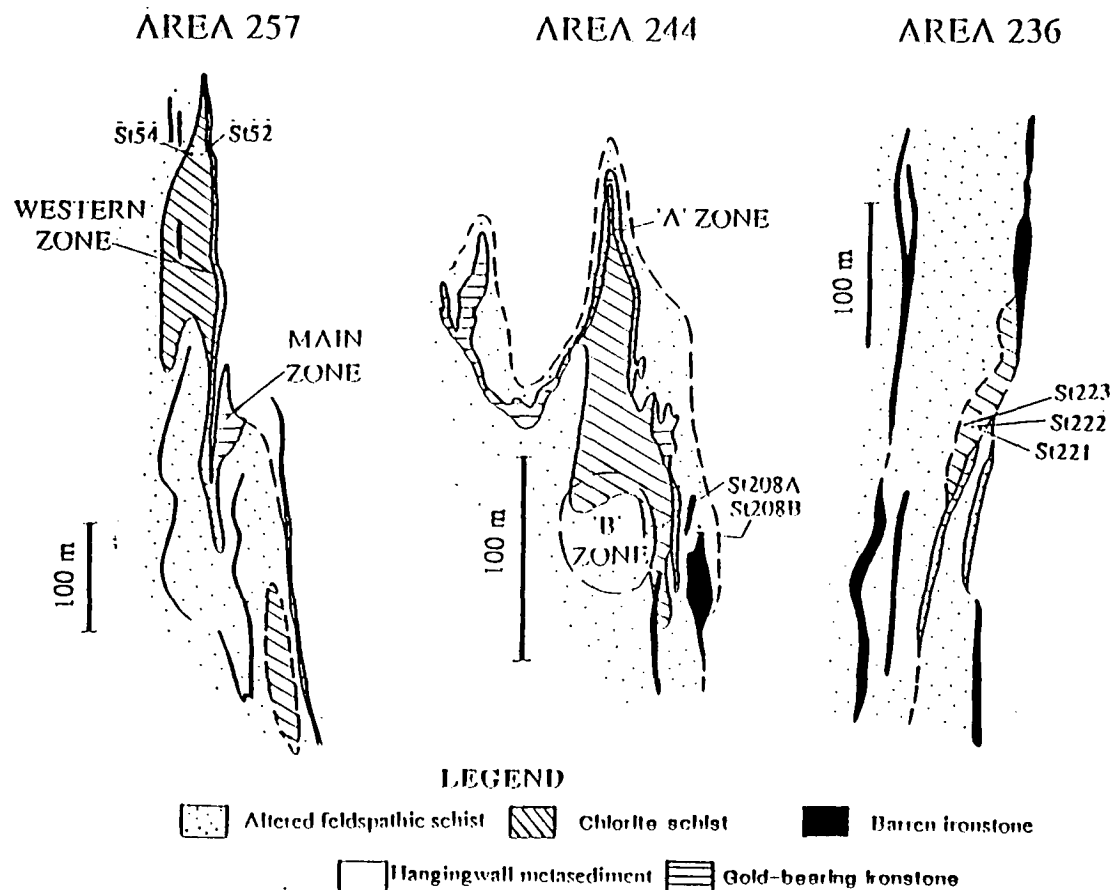 AREA 257
AREA 244
AREA 236
St54
St52
WESTERN
ZONE
MAIN
ZONE
100 m
'A' ZONE
St208A
St208B
'B'
ZONE
100 m
100 m
St223
St222
St221
LEGEND
Altered feldspathic schist
Chlorite schist
Barren ironstone
Hangingwall metasediment
Gold-bearing ironstone